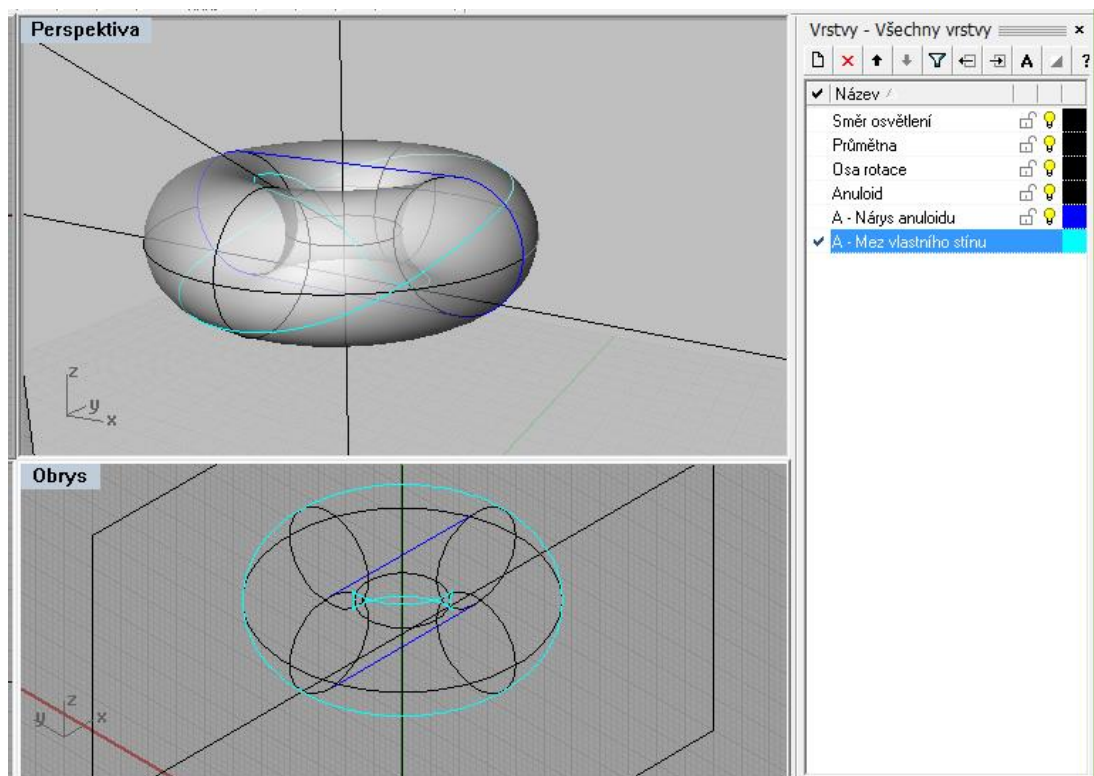 Perspektiva
z
y
x
Obrys
z
y
x
Vrstvy - Všechny vrstvy
A
?
Název
Směr osvětlení
Průmětna
Osa rotace
Anuloid
A - Nárys anuloidu
A - Mez vlastního stínu